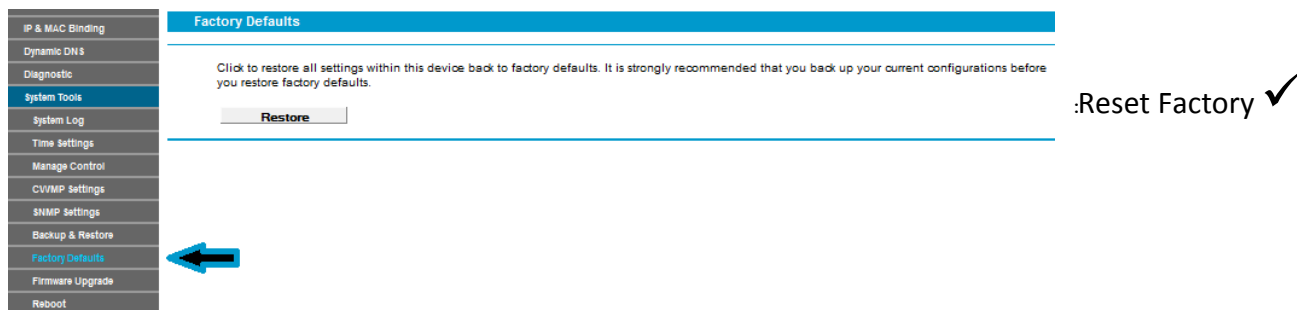 IP & MAC Binding
Dynamic DNS
Diagnostic
System Tools
System Log
Time Settings
Manage Control
CWMP Settings
SNMP Settings
Backup & Restore
Factory Defaults
Firmware Upgrade
Reboot
Factory Defaults
Click to restore all settings within this device back to factory defaults. It is strongly recommended that you back up your current configurations before
you restore factory defaults.
Restore
:Reset Factory ✓